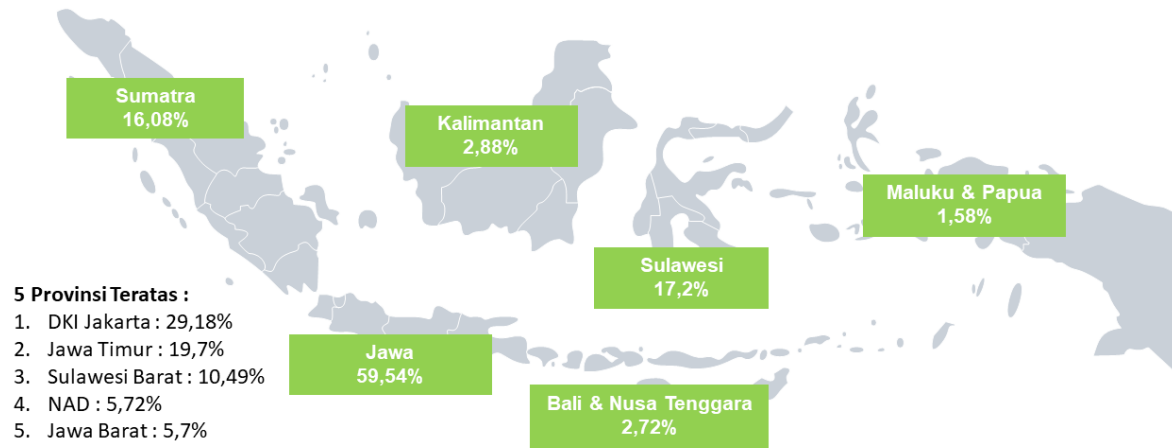 Sumatra
16,08%
Kalimantan
2,88%
Maluku & Papua
1,58%
Sulawesi
17,2%
5 Provinsi Teratas :
1. DKI Jakarta : 29,18%
2. Jawa Timur : 19,7%
3. Sulawesi Barat : 10,49%
4. NAD : 5,72%
5. Jawa Barat : 5,7%
Jawa
59,54%
Bali & Nusa Tenggara
2,72%